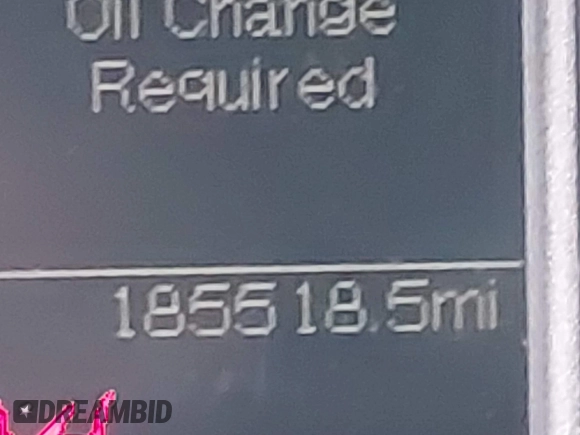 Oil Change
Required
185518.5mi
DREAMBID